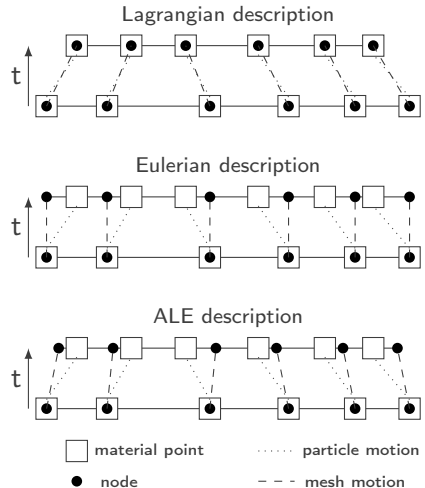 Lagrangian description
t
Eulerian description
t
ALE description
t
material point
particle motion
node
mesh motion